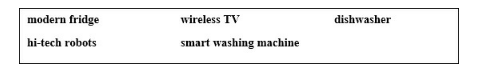 modern fridge wireless TV dishwasher
hi-tech robots smart washing machine